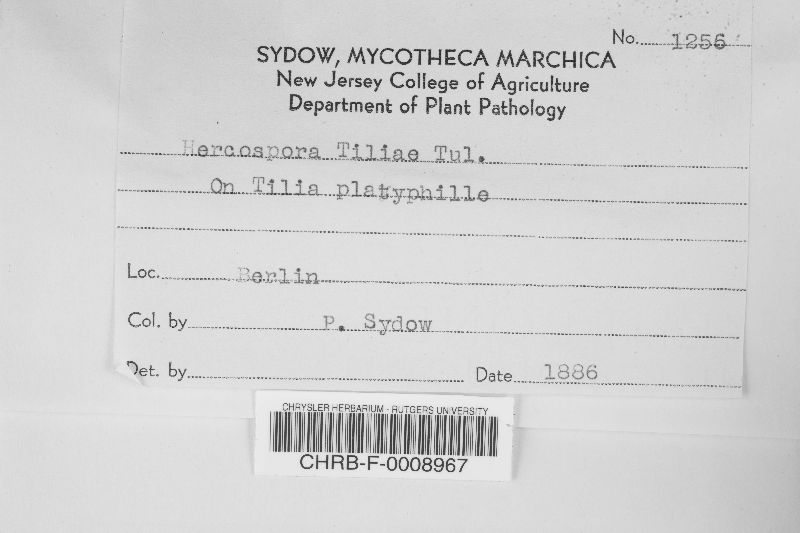 No. 1256
SYDOW, MYCOTHECA MARCHICA
New Jersey College of Agriculture
Department of Plant Pathology
Hercospora Tiliae Tul.
On Tilia platyphille
Loc. Berlin
Col. by P. Sydow
Det. by Date 1886
CHRYSLER HERBARIUM - RUTGERS UNIVERSITY
CHRB-F-0008967